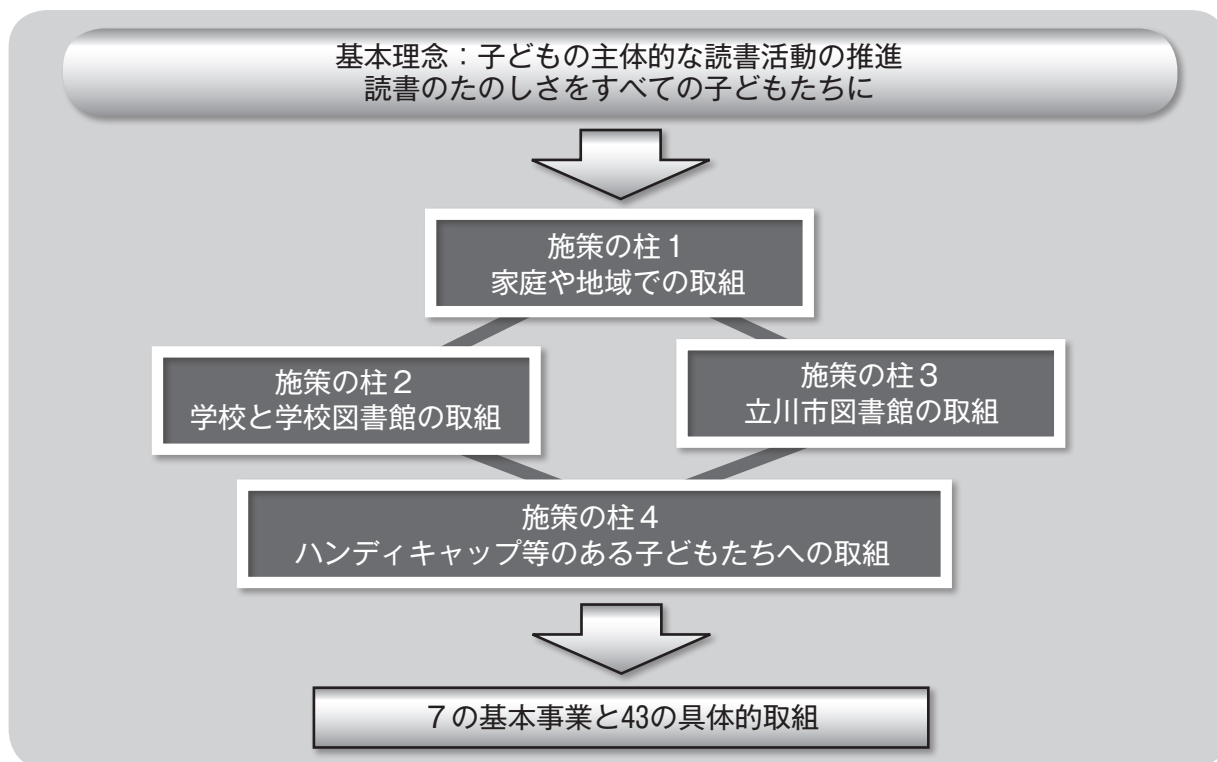 基本理念：子どもの主体的な読書活動の推進
読書のたのしさをすべての子どもたちに
施策の柱１
家庭や地域での取組
施策の柱２
学校と学校図書館の取組
施策の柱３
立川市図書館の取組
施策の柱４
ハンディキャップ等のある子どもたちへの取組
７の基本事業と43の具体的取組